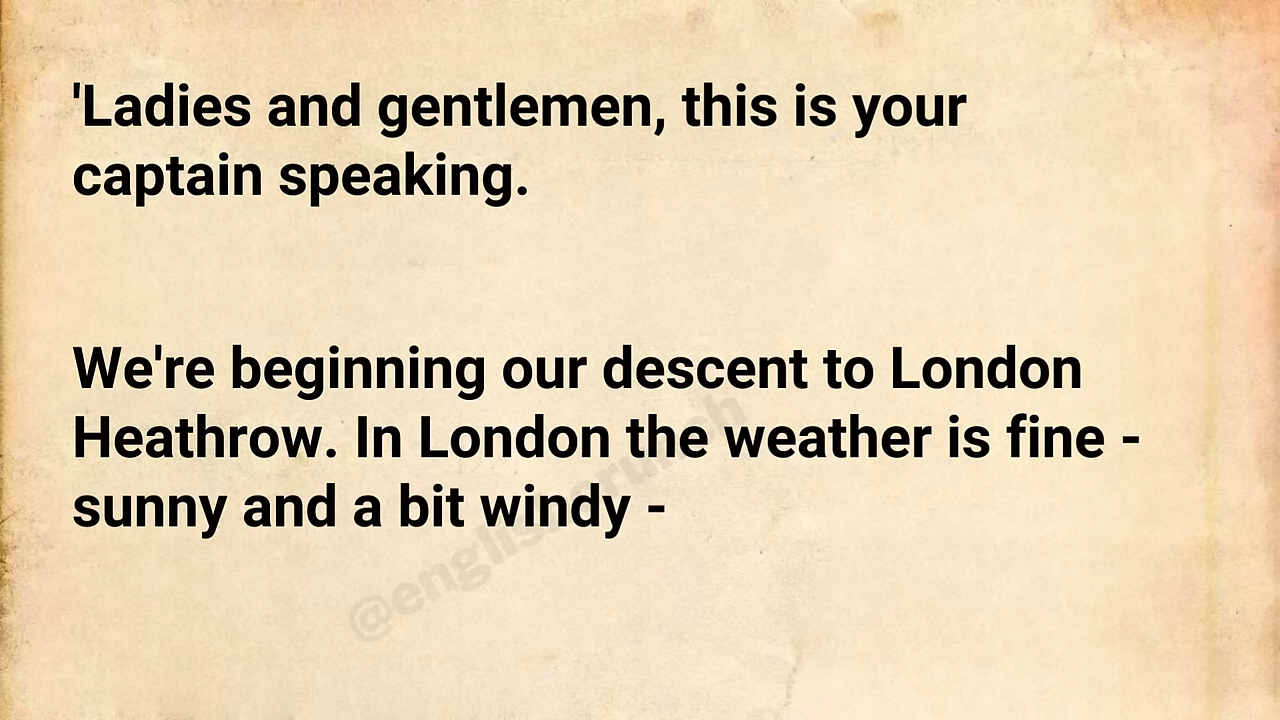 'Ladies and gentlemen, this is your
captain speaking.
We're beginning our descent to London
Heathrow. In London the weather is fine -
sunny and a bit windy -